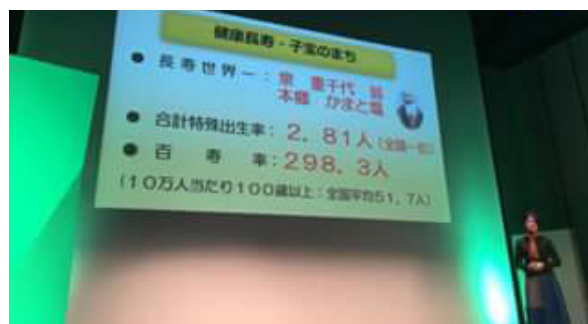 健康長寿・子宝のまち
● 長寿世界一：泉 重千代 翁
本郷 かまと 嫗
● 合計特殊出生率：2．81人（全国一位）
● 百寿率：298．3人
（10万人当たり100歳以上：全国平均51．7人）